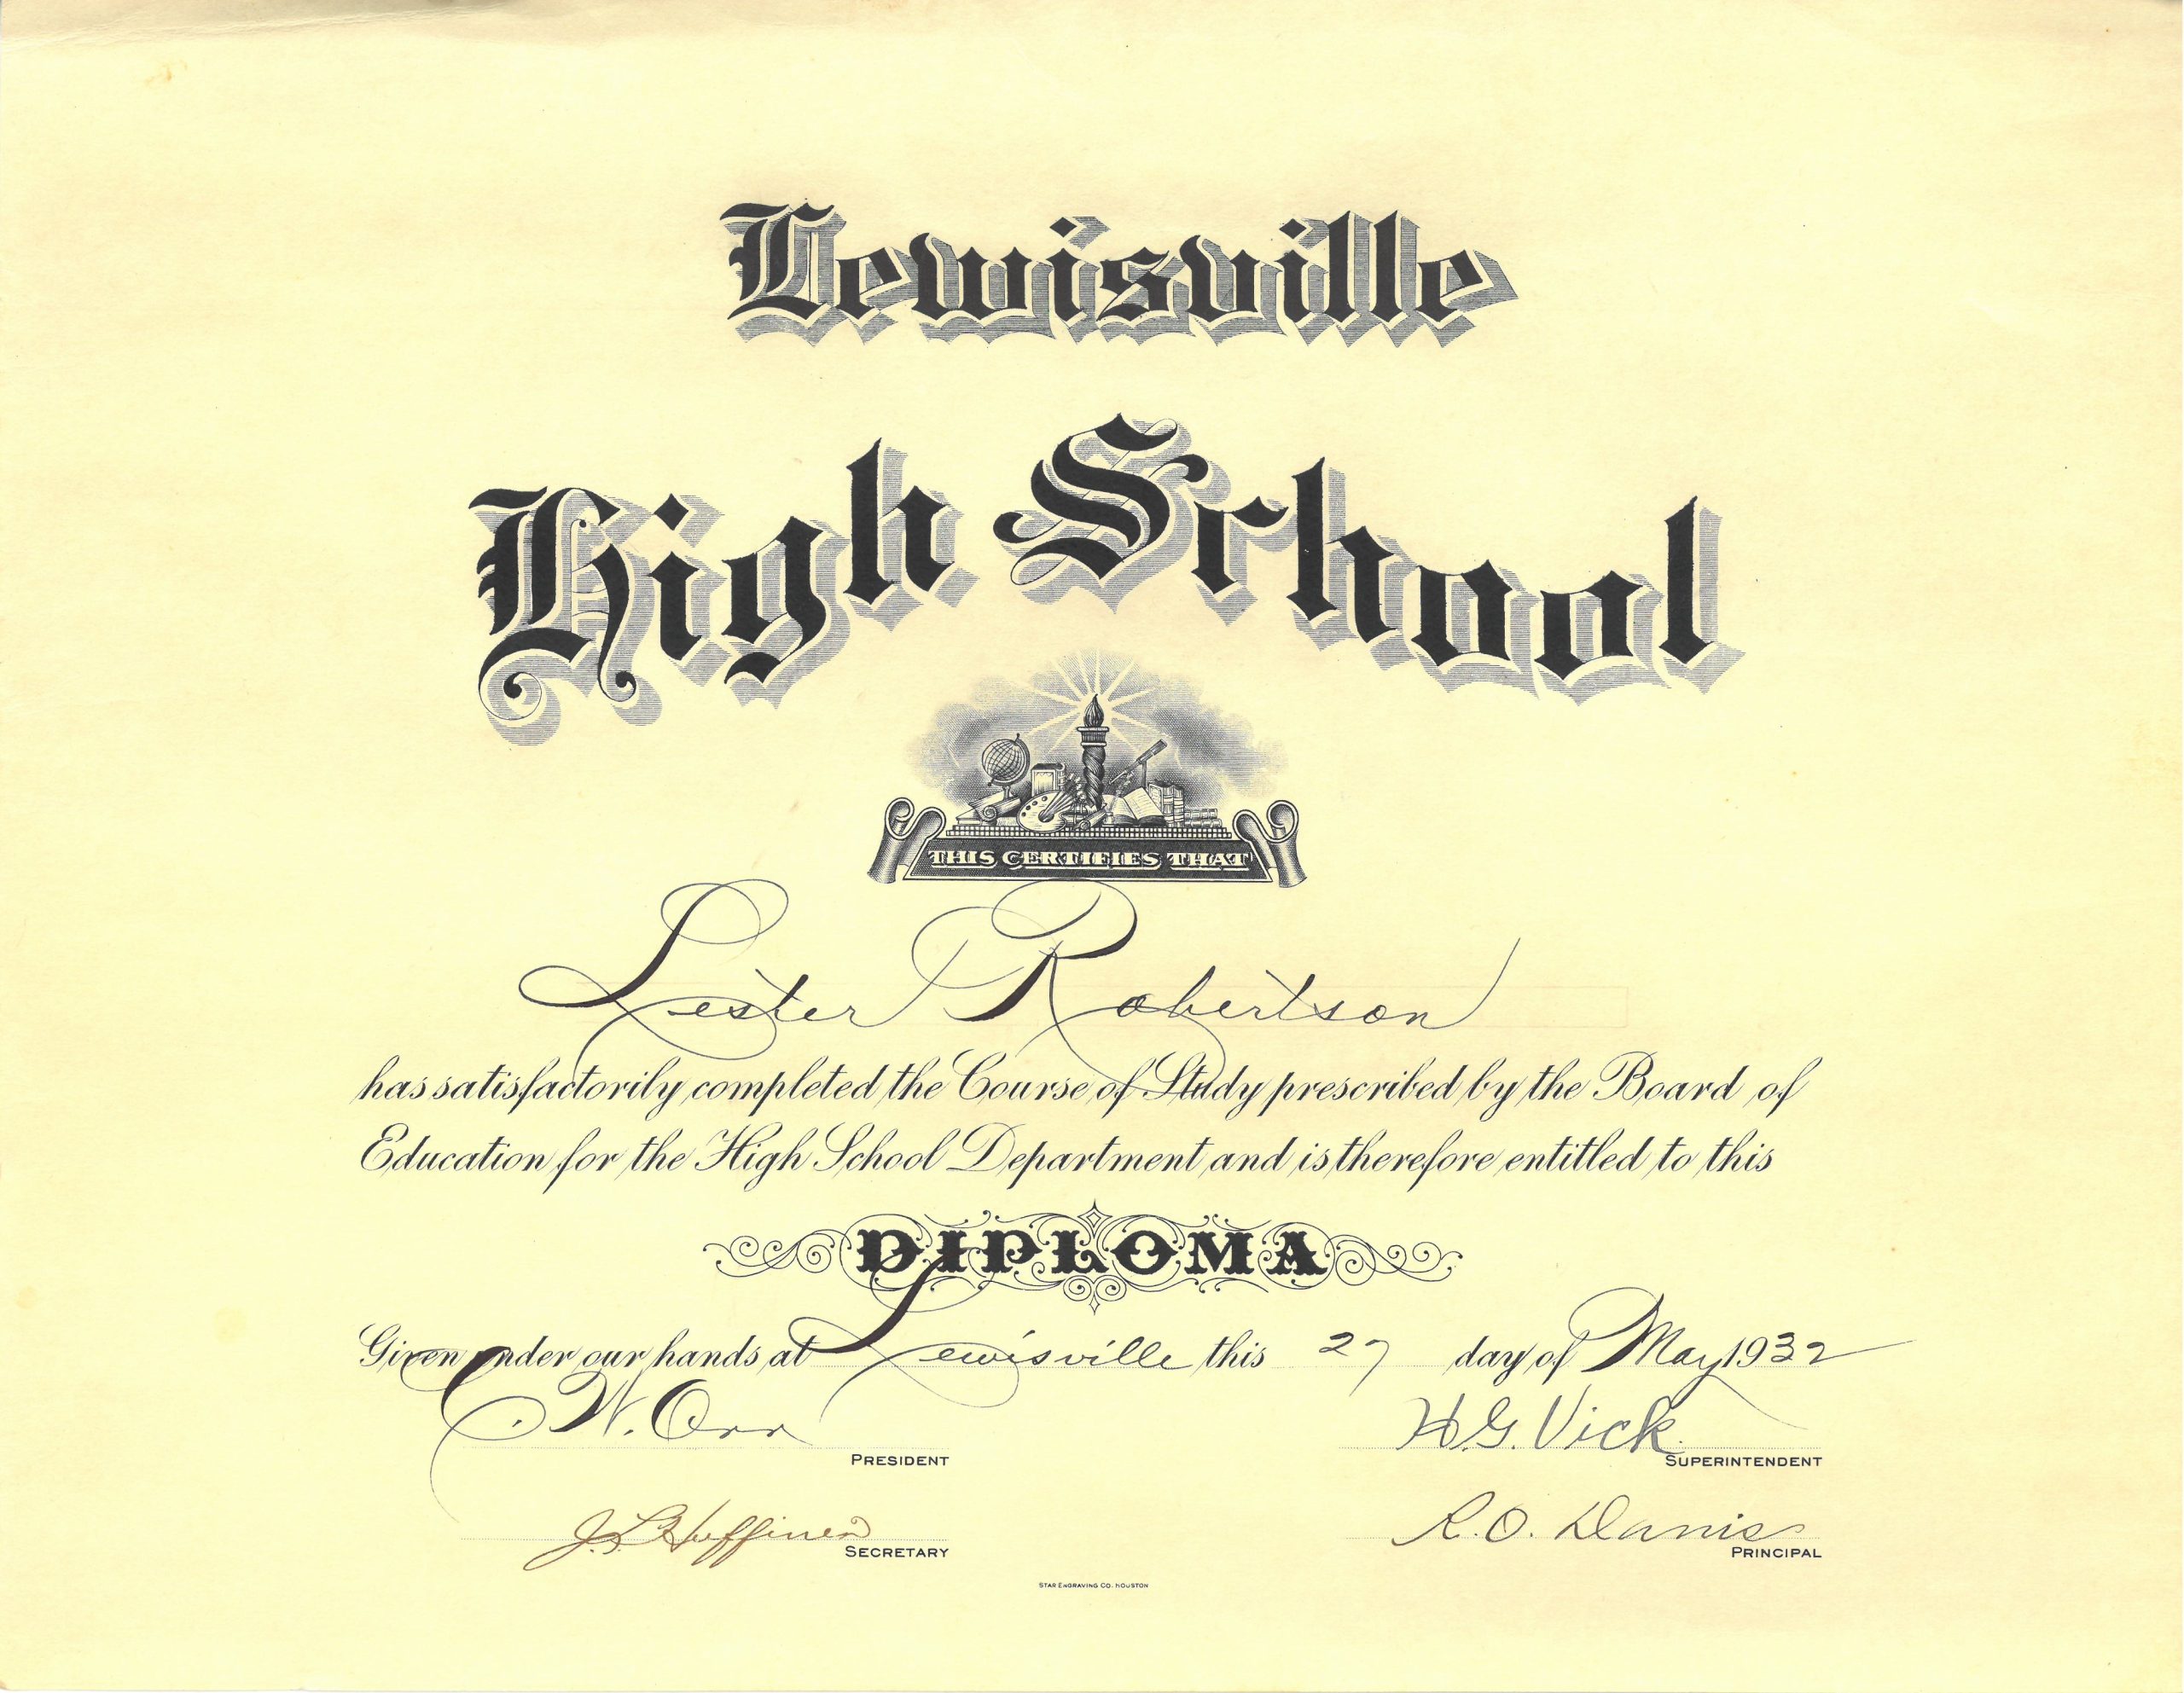 Lewisville
High School
THIS CERTIFIES THAT
Lester Robertson
has satisfactorily completed the Course of Study prescribed by the Board of
Education for the High School Department and is therefore entitled to this
DIPLOMA
Given under our hands at Lewisville this 27 day of May 1932
C. W. Orr
PRESIDENT
H.G. Vick
SUPERINTENDENT
J. L. Huffines
SECRETARY
R.O. Davis
PRINCIPAL
STAR ENGRAVING CO. HOUSTON